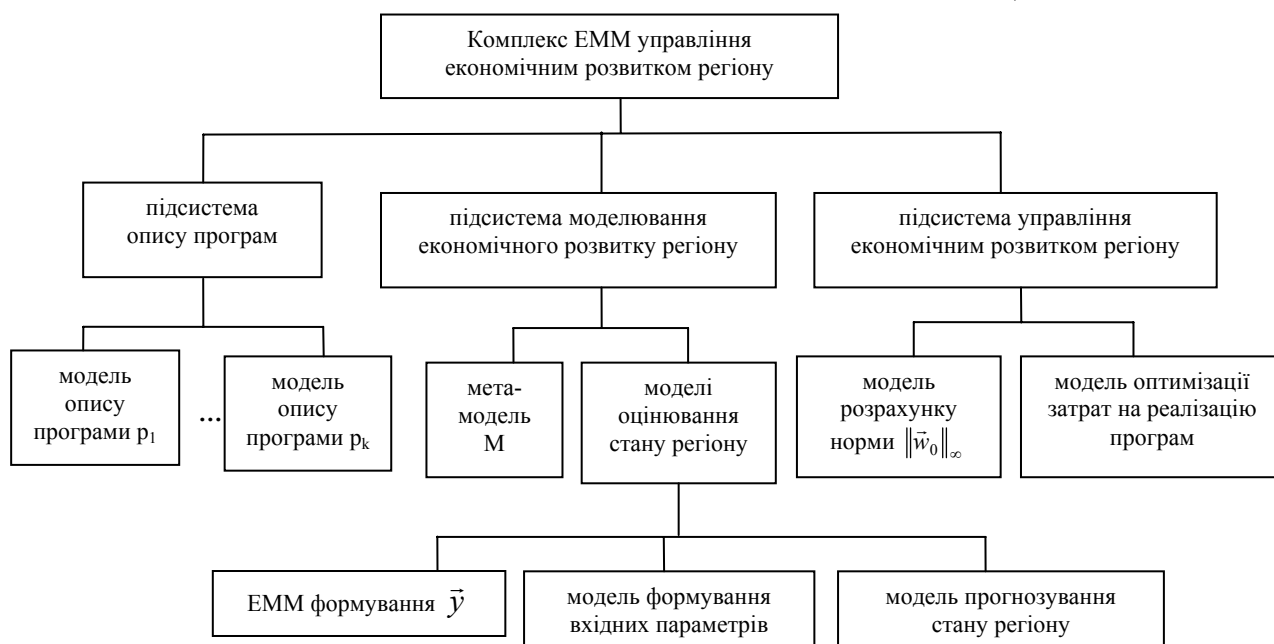 Комплекс ЕММ управління
економічним розвитком регіону
підсистема
опису програм
підсистема моделювання
економічного розвитку регіону
підсистема управління
економічним розвитком регіону
модель
опису
програми p₁
...
модель
опису
програми pₖ
мета-
модель
М
моделі
оцінювання
стану регіону
модель
розрахунку
норми ‖w⃗₀‖∞
модель оптимізації
затрат на реалізацію
програм
ЕММ формування y⃗
модель формування
вхідних параметрів
модель прогнозування
стану регіону